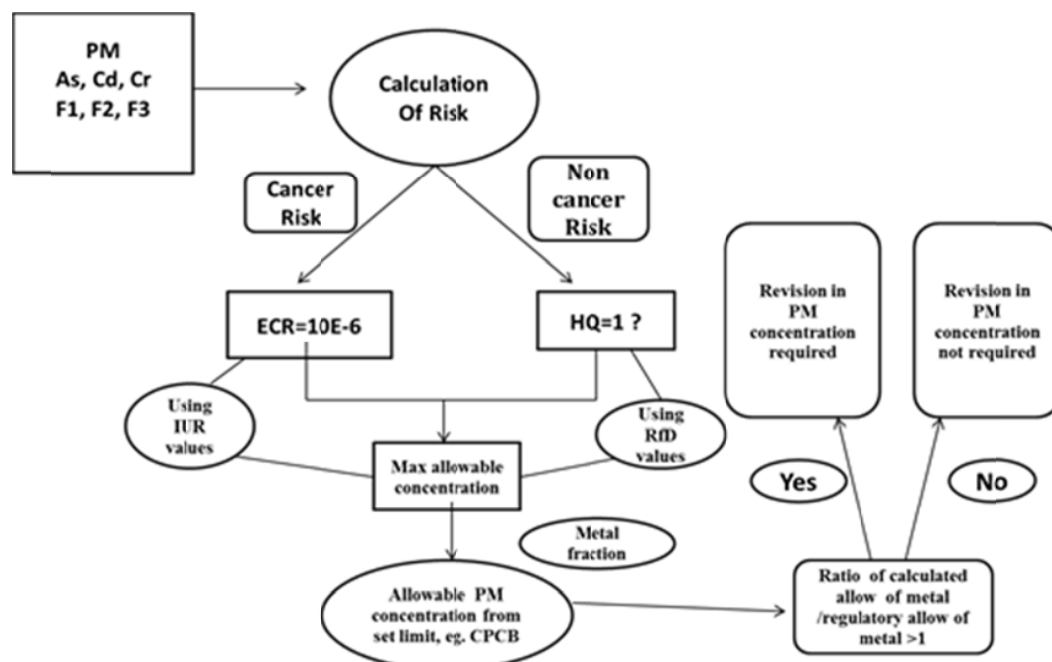 PM
As, Cd, Cr
F1, F2, F3
Calculation
Of Risk
Cancer
Risk
Non
cancer
Risk
ECR=10E-6
HQ=1 ?
Using
IUR
values
Using
RfD
values
Max allowable
concentration
Metal
fraction
Allowable PM
concentration from
set limit, eg. CPCB
Ratio of calculated
allow of metal
/regulatory allow of
metal >1
Yes
No
Revision in
PM
concentration
required
Revision in
PM
concentration
not required